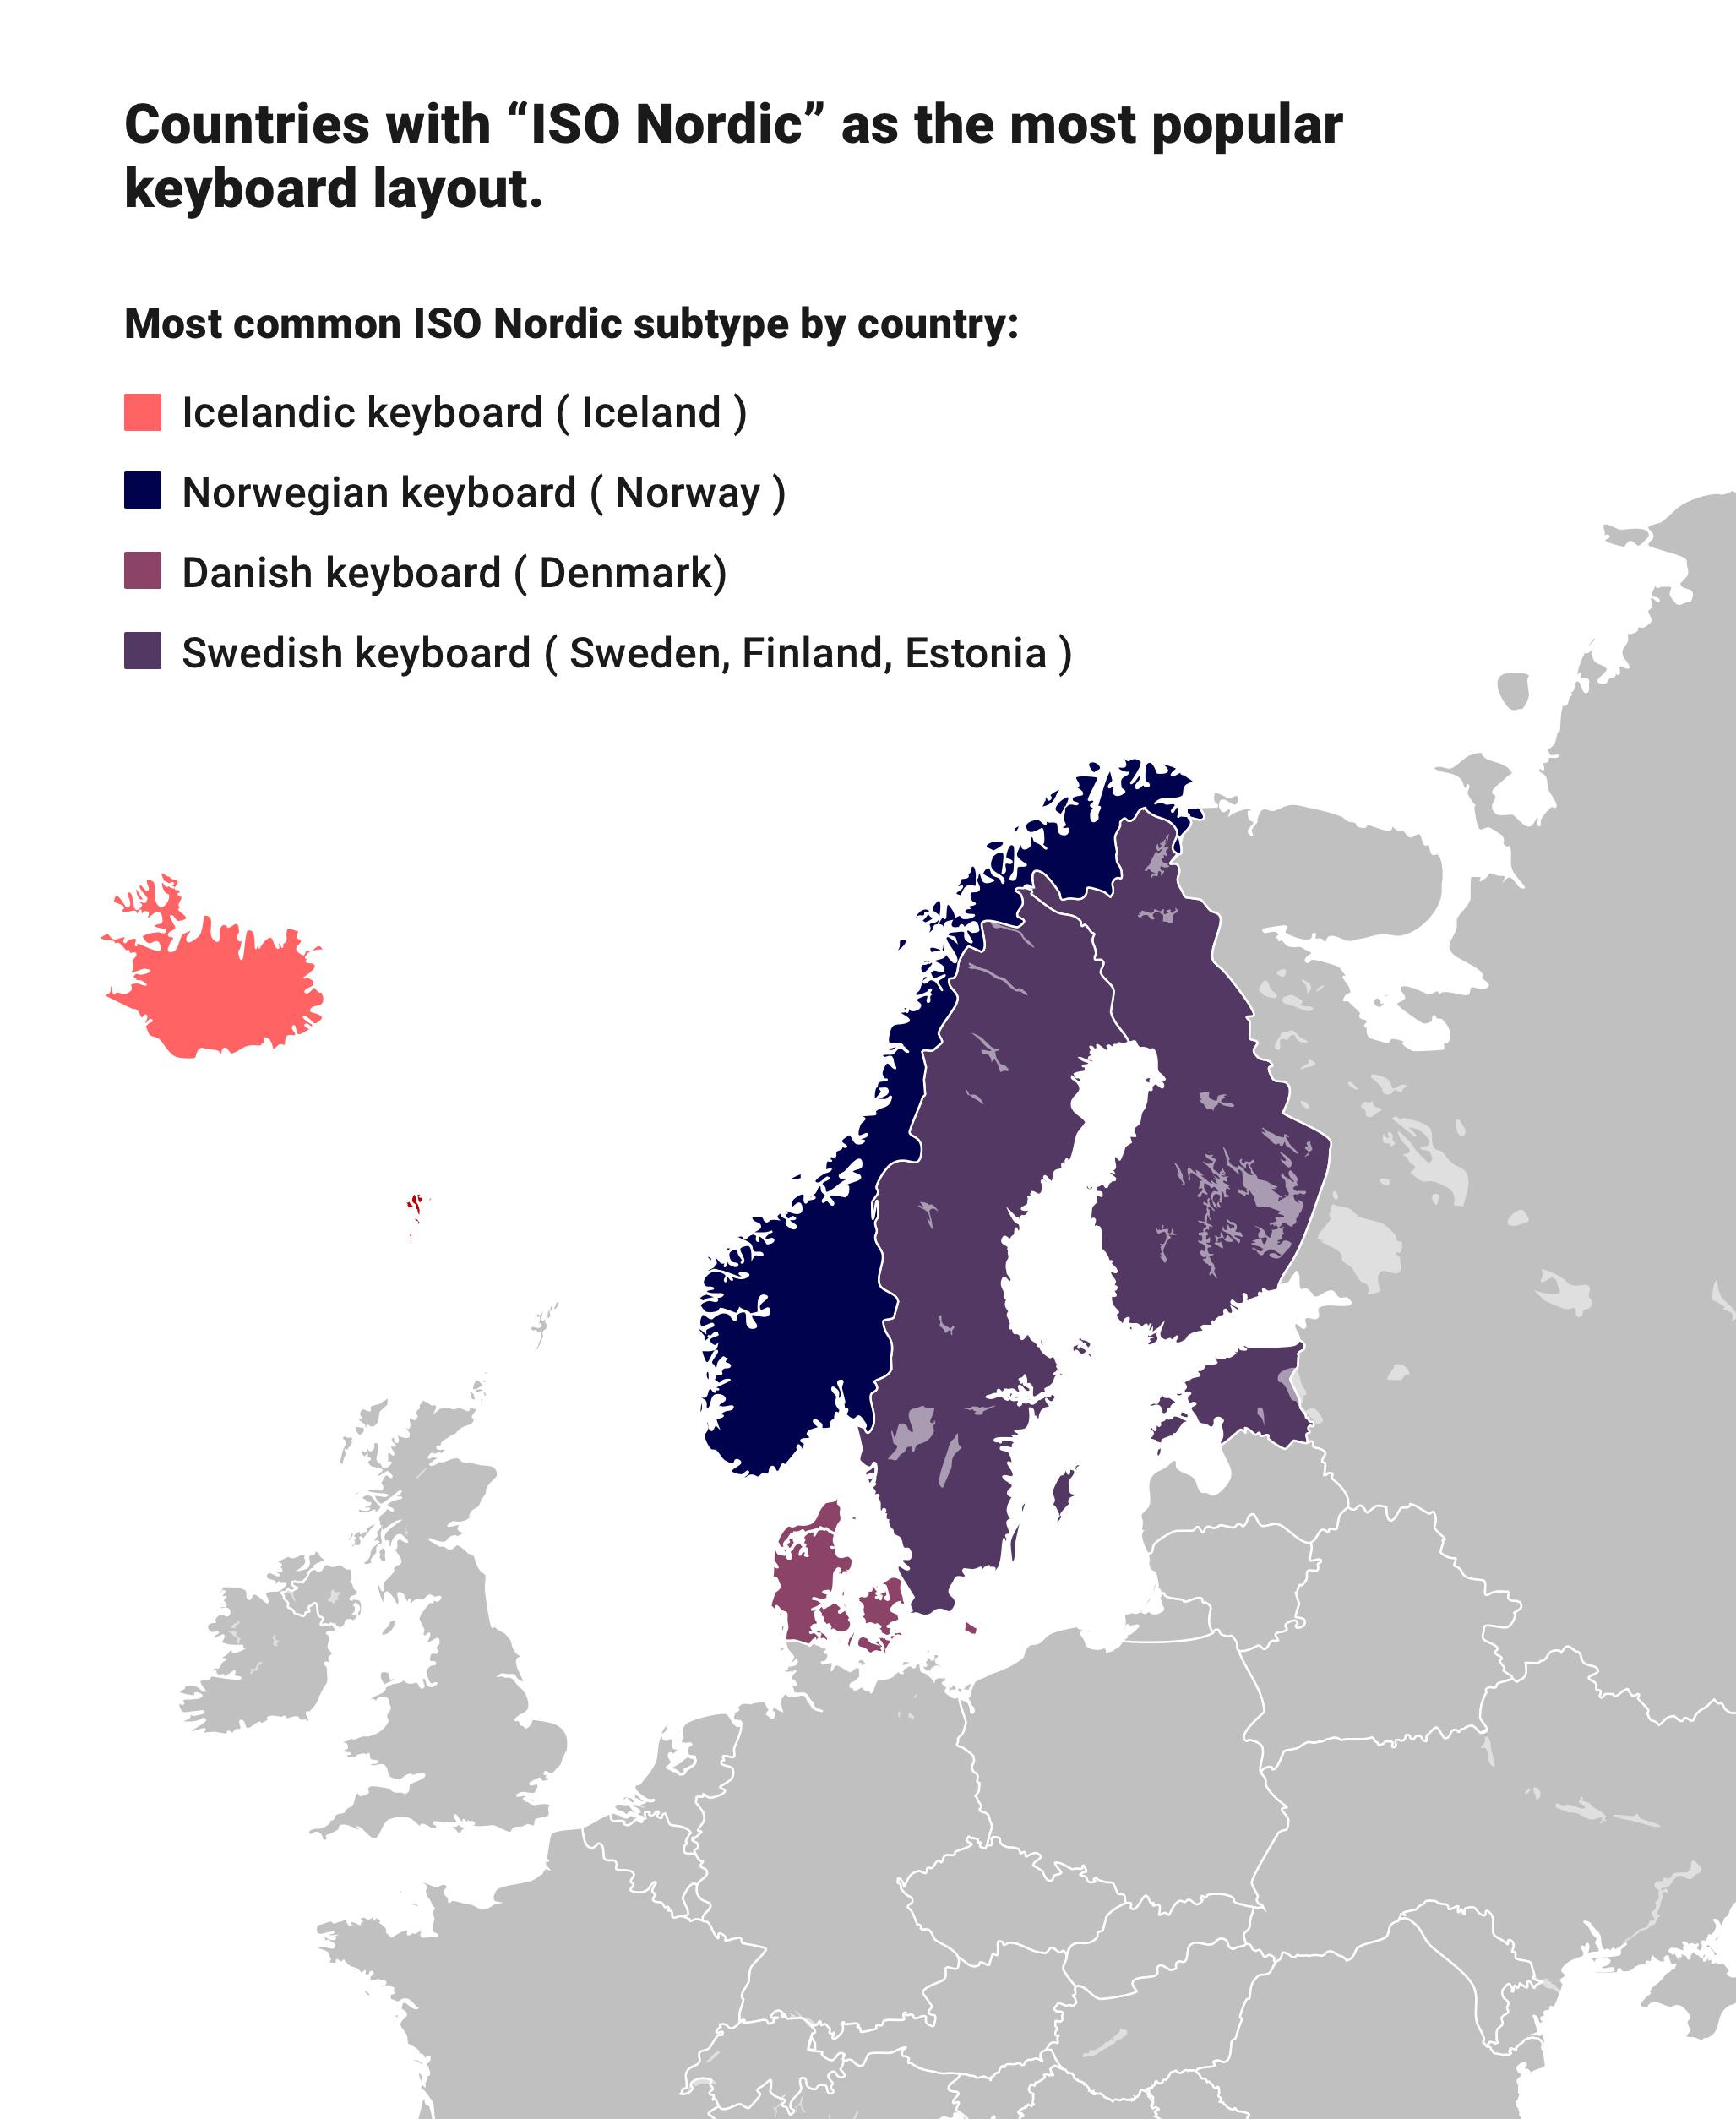 Countries with “ISO Nordic” as the most popular
keyboard layout.
Most common ISO Nordic subtype by country:
Icelandic keyboard ( Iceland )
Norwegian keyboard ( Norway )
Danish keyboard ( Denmark)
Swedish keyboard ( Sweden, Finland, Estonia )